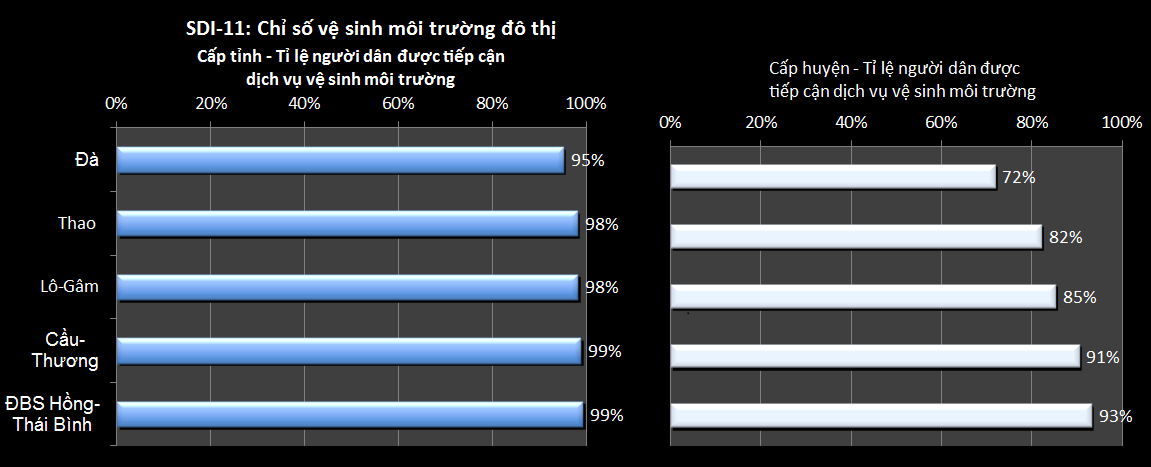 SDI-11: Chỉ số vệ sinh môi trường đô thị
Cấp tỉnh - Tỉ lệ người dân được tiếp cận
dịch vụ vệ sinh môi trường
0% 20% 40% 60% 80% 100%
Đà 95%
Thao 98%
Lô-Gâm 98%
Cầu-
Thương 99%
ĐBS Hồng-
Thái Bình 99%
Cấp huyện - Tỉ lệ người dân được
tiếp cận dịch vụ vệ sinh môi trường
0% 20% 40% 60% 80% 100%
72%
82%
85%
91%
93%